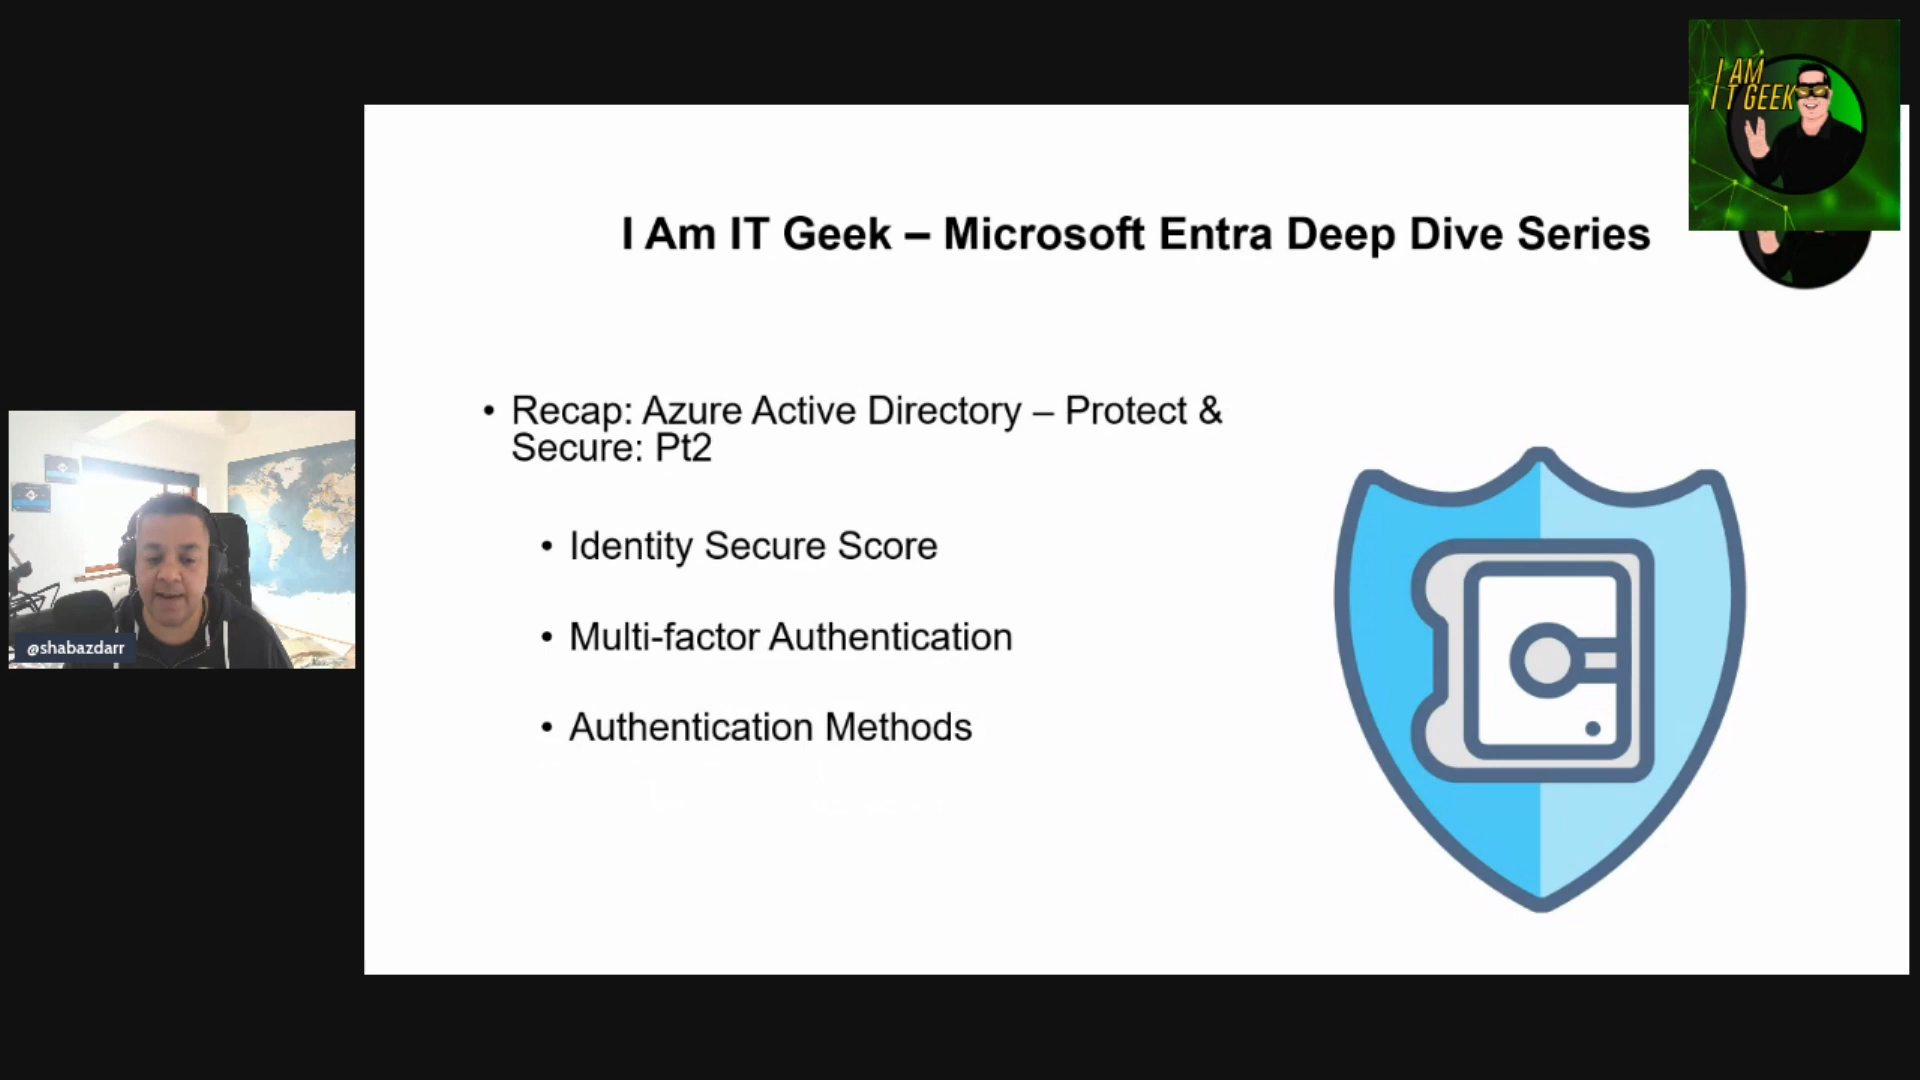 I AM
IT GEEK
I Am IT Geek – Microsoft Entra Deep Dive Series
• Recap: Azure Active Directory – Protect &
Secure: Pt2
• Identity Secure Score
• Multi-factor Authentication
• Authentication Methods
@shabazdarr